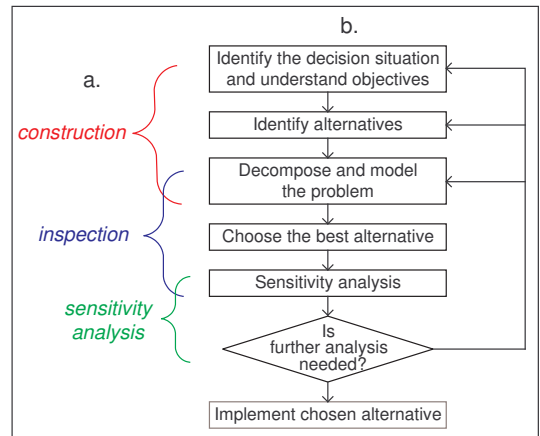 b.
Identify the decision situation
and understand objectives
a.
Identify alternatives
construction
Decompose and model
the problem
Choose the best alternative
inspection
Sensitivity analysis
sensitivity
analysis
Is
further analysis
needed?
Implement chosen alternative